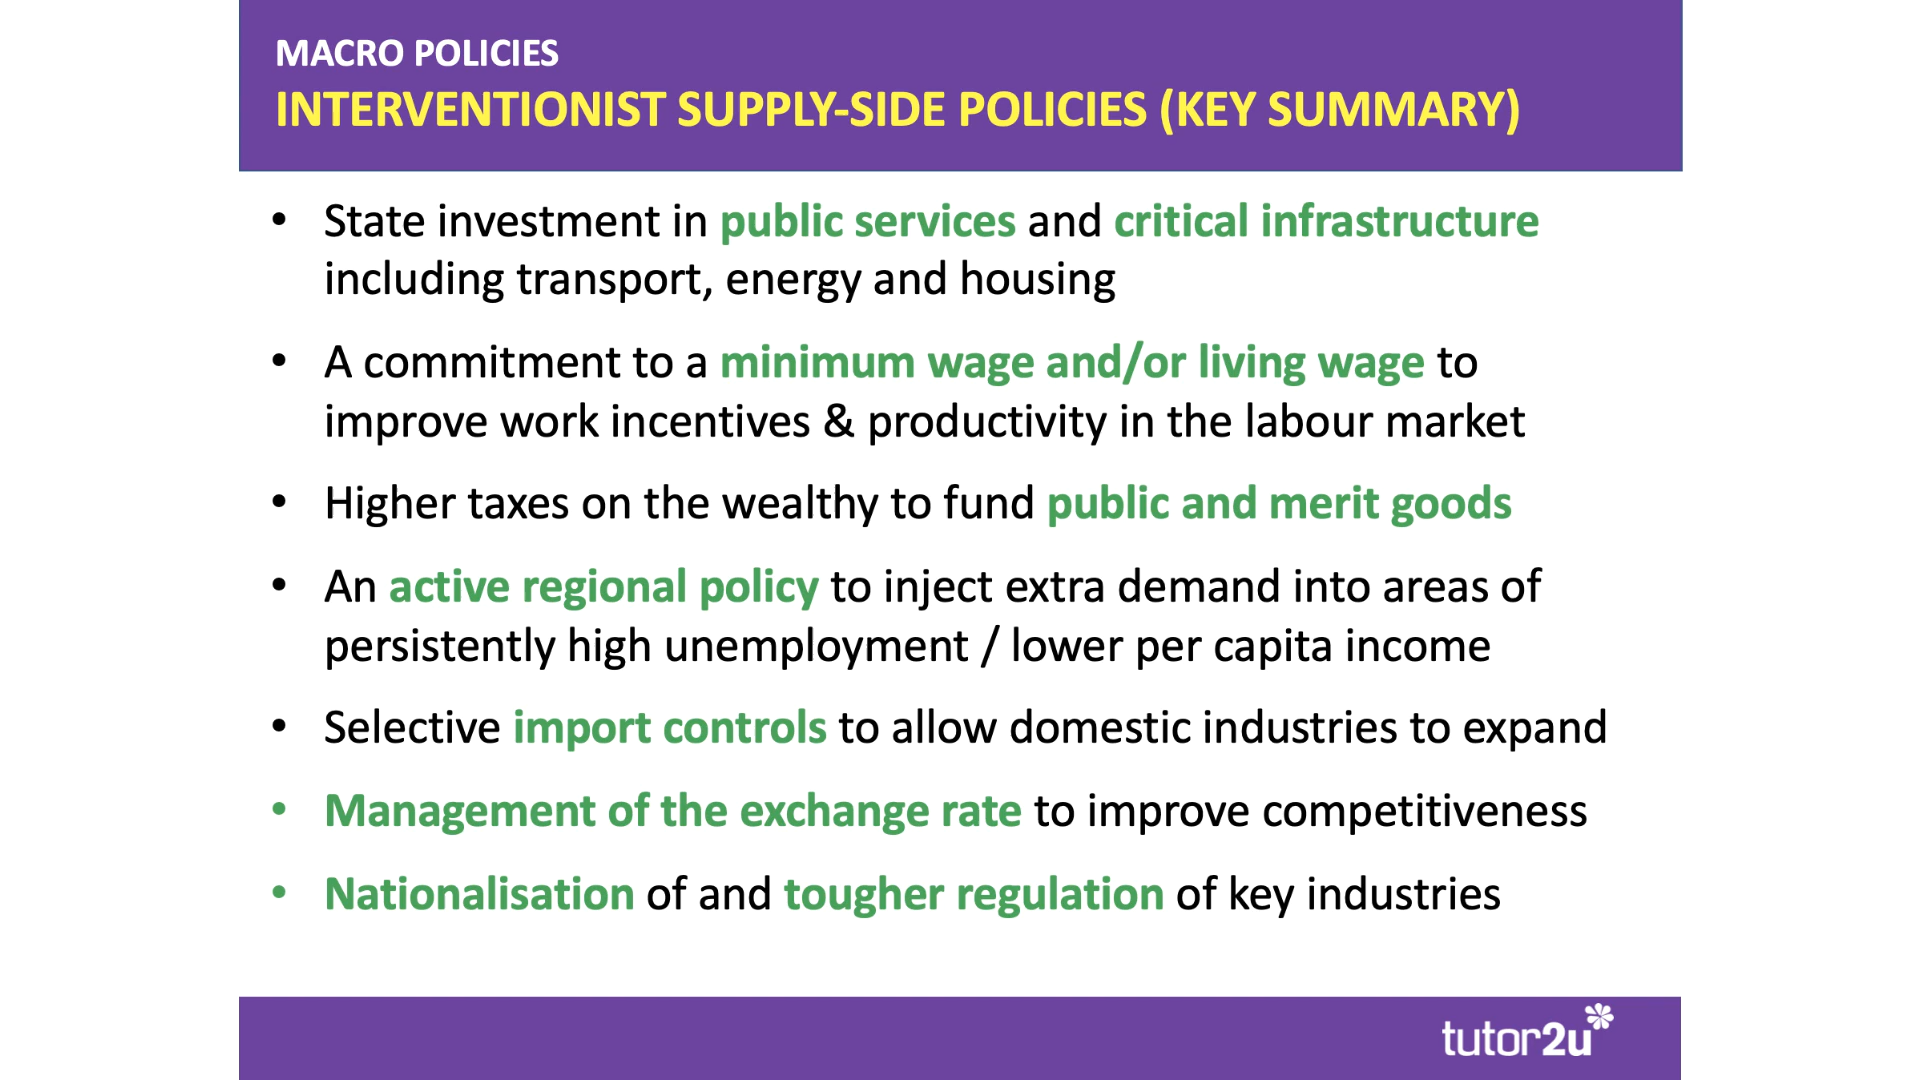 MACRO POLICIES
INTERVENTIONIST SUPPLY-SIDE POLICIES (KEY SUMMARY)
• State investment in public services and critical infrastructure
including transport, energy and housing
• A commitment to a minimum wage and/or living wage to
improve work incentives & productivity in the labour market
• Higher taxes on the wealthy to fund public and merit goods
• An active regional policy to inject extra demand into areas of
persistently high unemployment / lower per capita income
• Selective import controls to allow domestic industries to expand
• Management of the exchange rate to improve competitiveness
• Nationalisation of and tougher regulation of key industries
tutor2u